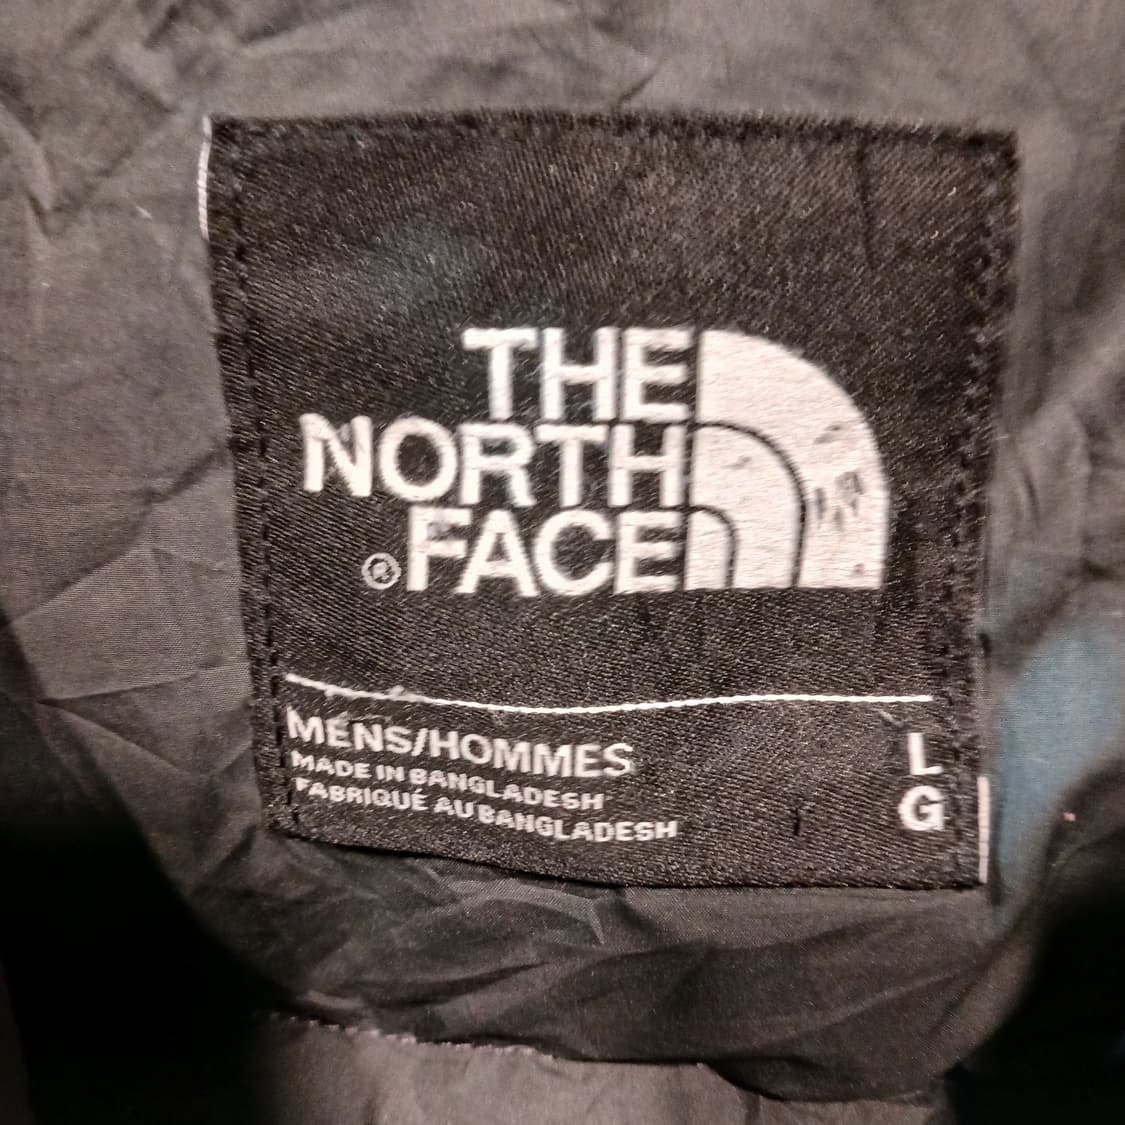 THE
NORTH
FACE
®
MENS/HOMMES
MADE IN BANGLADESH
FABRIQUÉ AU BANGLADESH
L
G